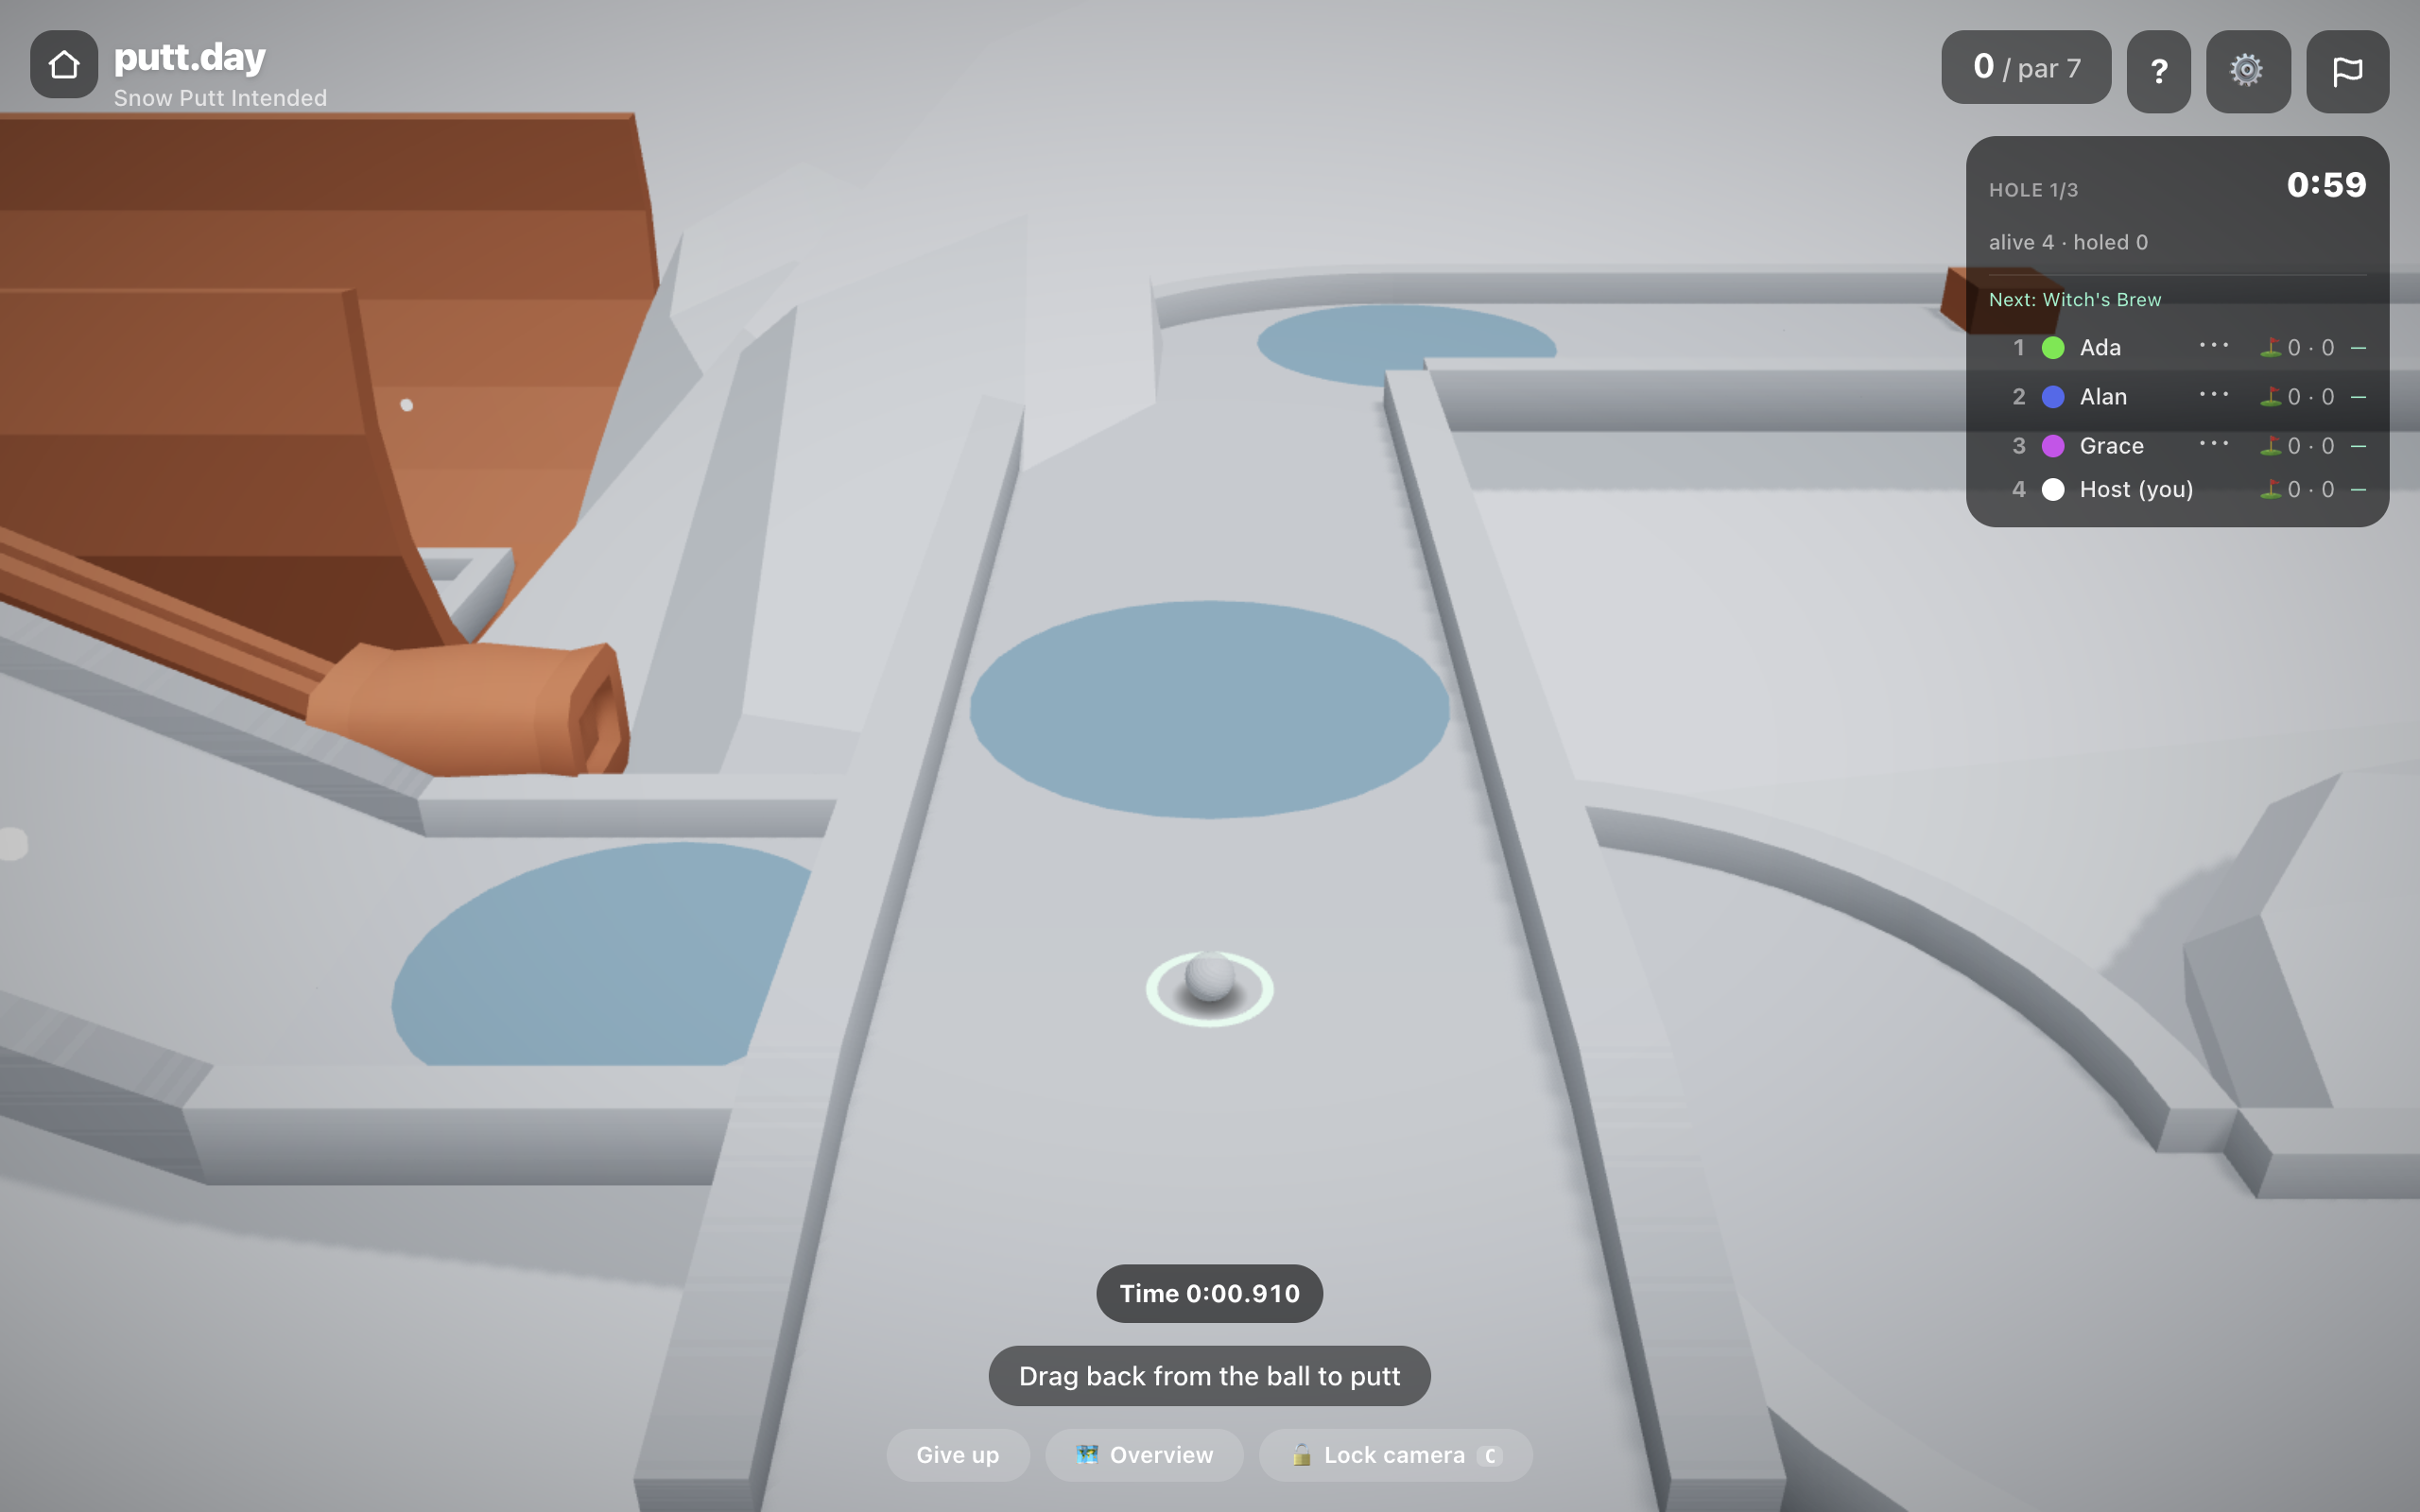 putt.day
Snow Putt Intended
0 / par 7
?
HOLE 1/3 0:59
alive 4 · holed 0
Next: Witch's Brew
1 Ada ... 0 · 0 —
2 Alan ... 0 · 0 —
3 Grace ... 0 · 0 —
4 Host (you) 0 · 0 —
Time 0:00.910
Drag back from the ball to putt
Give up
Overview
Lock camera C